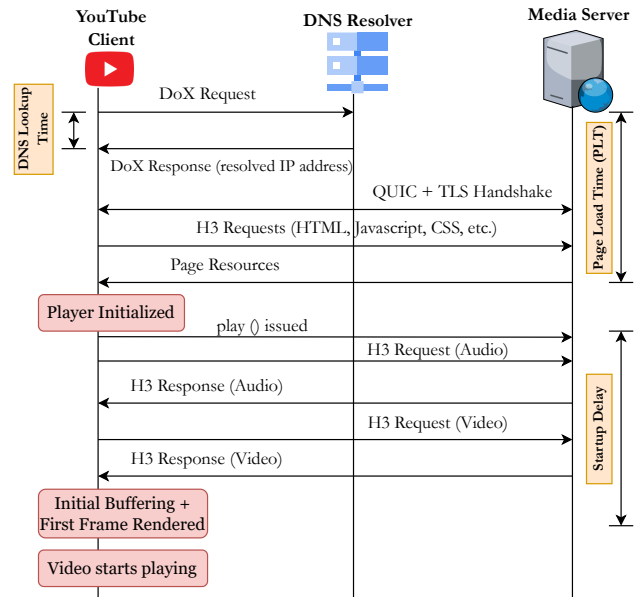 YouTube
Client
DNS Resolver
Media Server
DoX Request
DNS Lookup
Time
DoX Response (resolved IP address)
QUIC + TLS Handshake
H3 Requests (HTML, Javascript, CSS, etc.)
Page Resources
Page Load Time (PLT)
Player Initialized
play () issued
H3 Request (Audio)
H3 Response (Audio)
H3 Request (Video)
H3 Response (Video)
Startup Delay
Initial Buffering +
First Frame Rendered
Video starts playing